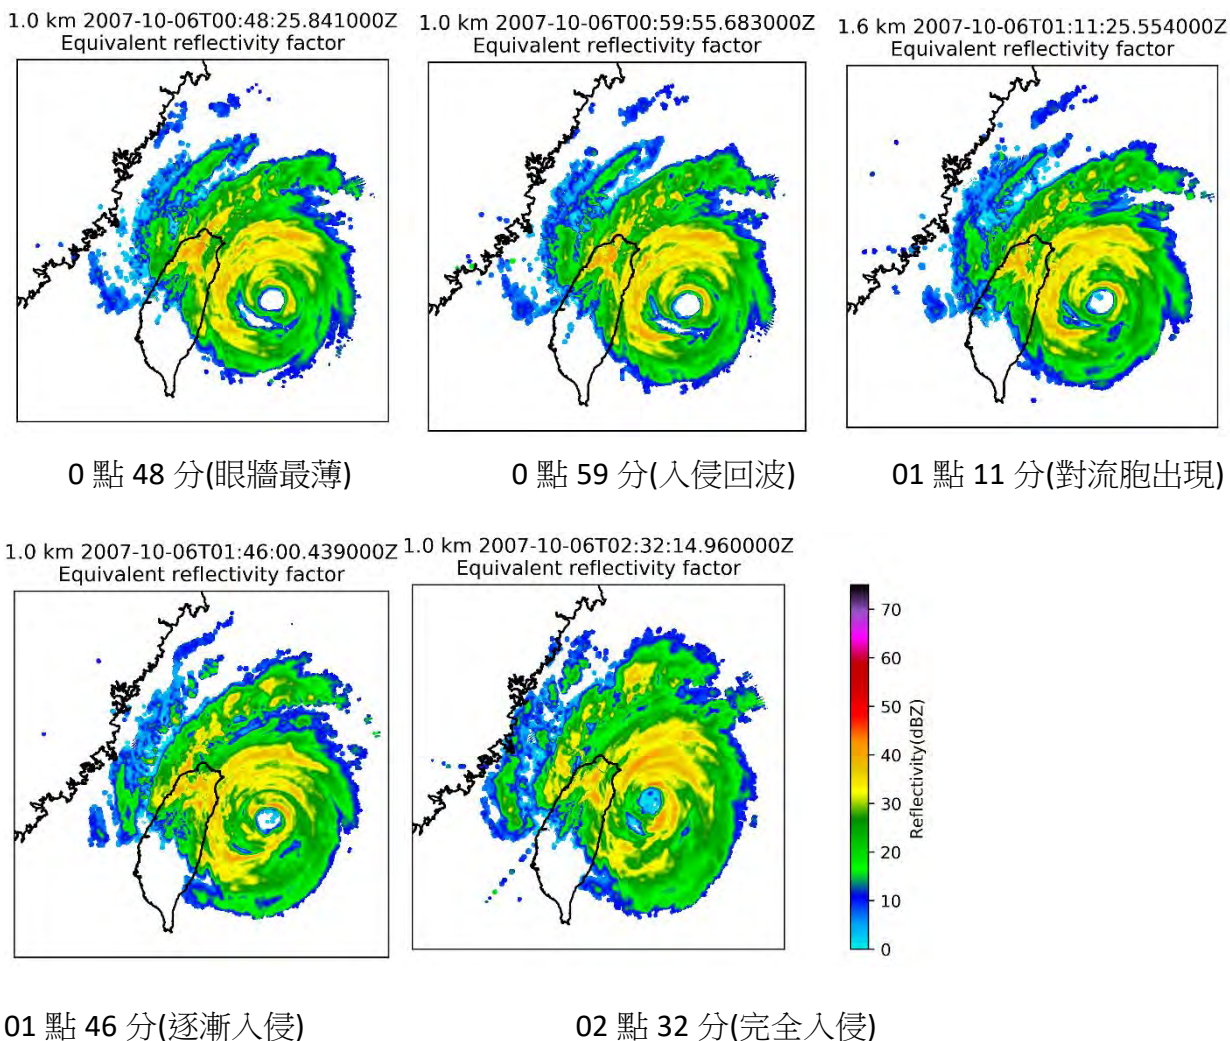 1.0 km 2007-10-06T00:48:25.841000Z
Equivalent reflectivity factor
1.0 km 2007-10-06T00:59:55.683000Z
Equivalent reflectivity factor
1.6 km 2007-10-06T01:11:25.554000Z
Equivalent reflectivity factor
0 點 48 分(眼牆最薄)
0 點 59 分(入侵回波)
01 點 11 分(對流胞出現)
1.0 km 2007-10-06T01:46:00.439000Z
Equivalent reflectivity factor
1.0 km 2007-10-06T02:32:14.960000Z
Equivalent reflectivity factor
70
60
50
40
30
20
10
0
Reflectivity(dBZ)
01 點 46 分(逐漸入侵)
02 點 32 分(完全入侵)